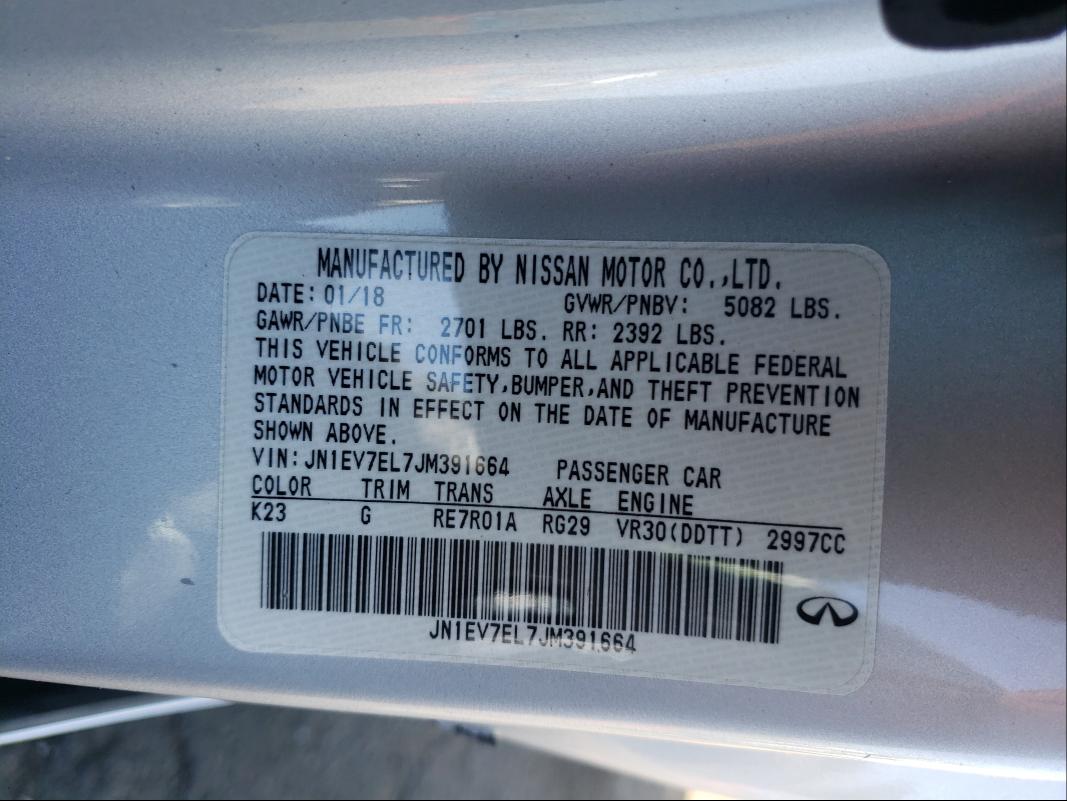 MANUFACTURED BY NISSAN MOTOR CO.,LTD.
DATE: 01/18 GVWR/PNBV: 5082 LBS.
GAWR/PNBE FR: 2701 LBS. RR: 2392 LBS.
THIS VEHICLE CONFORMS TO ALL APPLICABLE FEDERAL
MOTOR VEHICLE SAFETY,BUMPER,AND THEFT PREVENTION
STANDARDS IN EFFECT ON THE DATE OF MANUFACTURE
SHOWN ABOVE.
VIN:JN1EV7EL7JM391664 PASSENGER CAR
COLOR TRIM TRANS AXLE ENGINE
K23 G RE7R01A RG29 VR30(DDTT) 2997CC
JN1EV7EL7JM391664